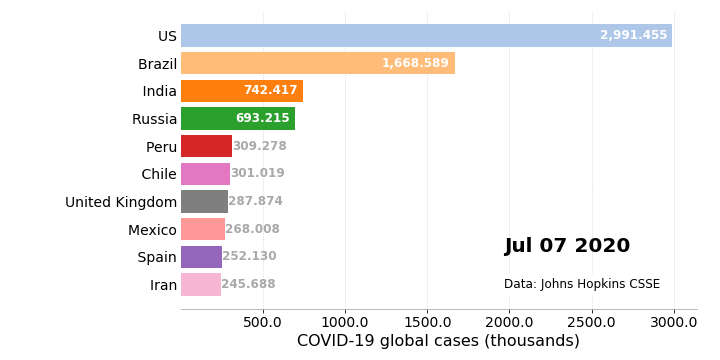 US 2,991.455
Brazil 1,668.589
India 742.417
Russia 693.215
Peru 309.278
Chile 301.019
United Kingdom 287.874
Mexico 268.008
Spain 252.130
Iran 245.688
Jul 07 2020
Data: Johns Hopkins CSSE
500.0 1000.0 1500.0 2000.0 2500.0 3000.0
COVID-19 global cases (thousands)